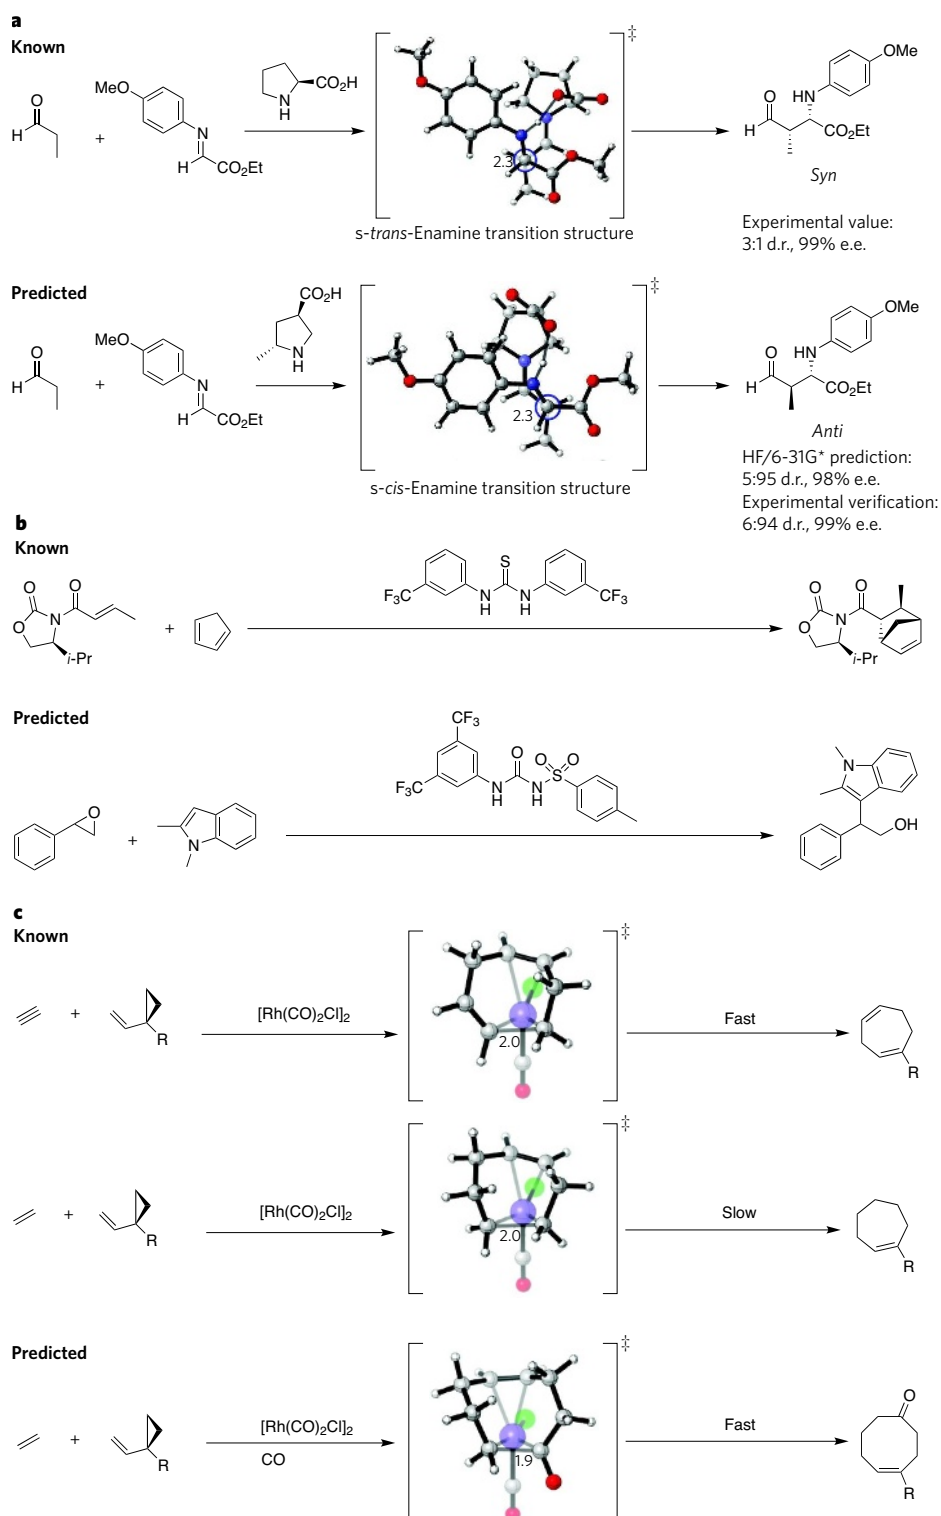 a
Known
O
H
+
MeO
N
H
CO₂Et
N
H
CO₂H
2.3
‡
s-trans-Enamine transition structure
O
H
HN
OMe
CO₂Et
Syn
Experimental value:
3:1 d.r., 99% e.e.
Predicted
O
H
+
MeO
N
H
CO₂Et
CO₂H
N
H
2.3
‡
s-cis-Enamine transition structure
O
H
HN
OMe
CO₂Et
Anti
HF/6-31G* prediction:
5:95 d.r., 98% e.e.
Experimental verification:
6:94 d.r., 99% e.e.
b
Known
O
O
N
O
i-Pr
+
S
F₃C
N
H
N
H
CF₃
O
O
N
O
i-Pr
Predicted
O
+
N
CF₃
F₃C
O
N
H
N
H
O
O
S
N
OH
c
Known
+
R
[Rh(CO)₂Cl]₂
2.0
‡
Fast
R
+
R
[Rh(CO)₂Cl]₂
2.0
‡
Slow
R
Predicted
+
R
[Rh(CO)₂Cl]₂
CO
1.9
‡
Fast
O
R